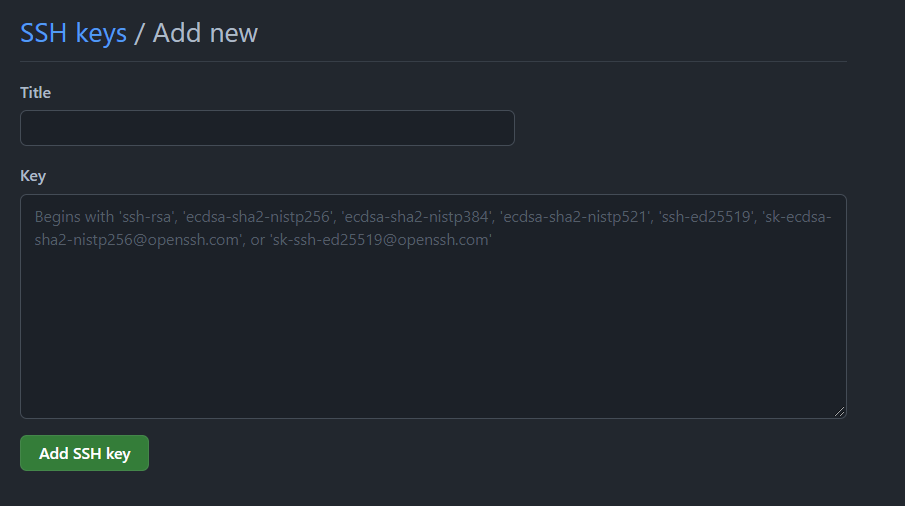 SSH keys / Add new
Title
Key
Begins with 'ssh-rsa', 'ecdsa-sha2-nistp256', 'ecdsa-sha2-nistp384', 'ecdsa-sha2-nistp521', 'ssh-ed25519', 'sk-ecdsa-
sha2-nistp256@openssh.com', or 'sk-ssh-ed25519@openssh.com'
Add SSH key